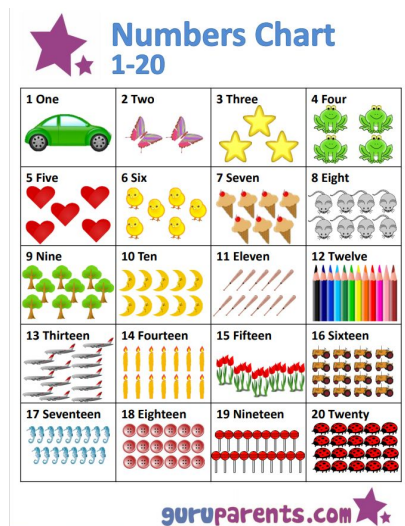 Numbers Chart
1-20
1 One
2 Two
3 Three
4 Four
5 Five
6 Six
7 Seven
8 Eight
9 Nine
10 Ten
11 Eleven
12 Twelve
13 Thirteen
14 Fourteen
15 Fifteen
16 Sixteen
17 Seventeen
18 Eighteen
19 Nineteen
20 Twenty
guruparents.com